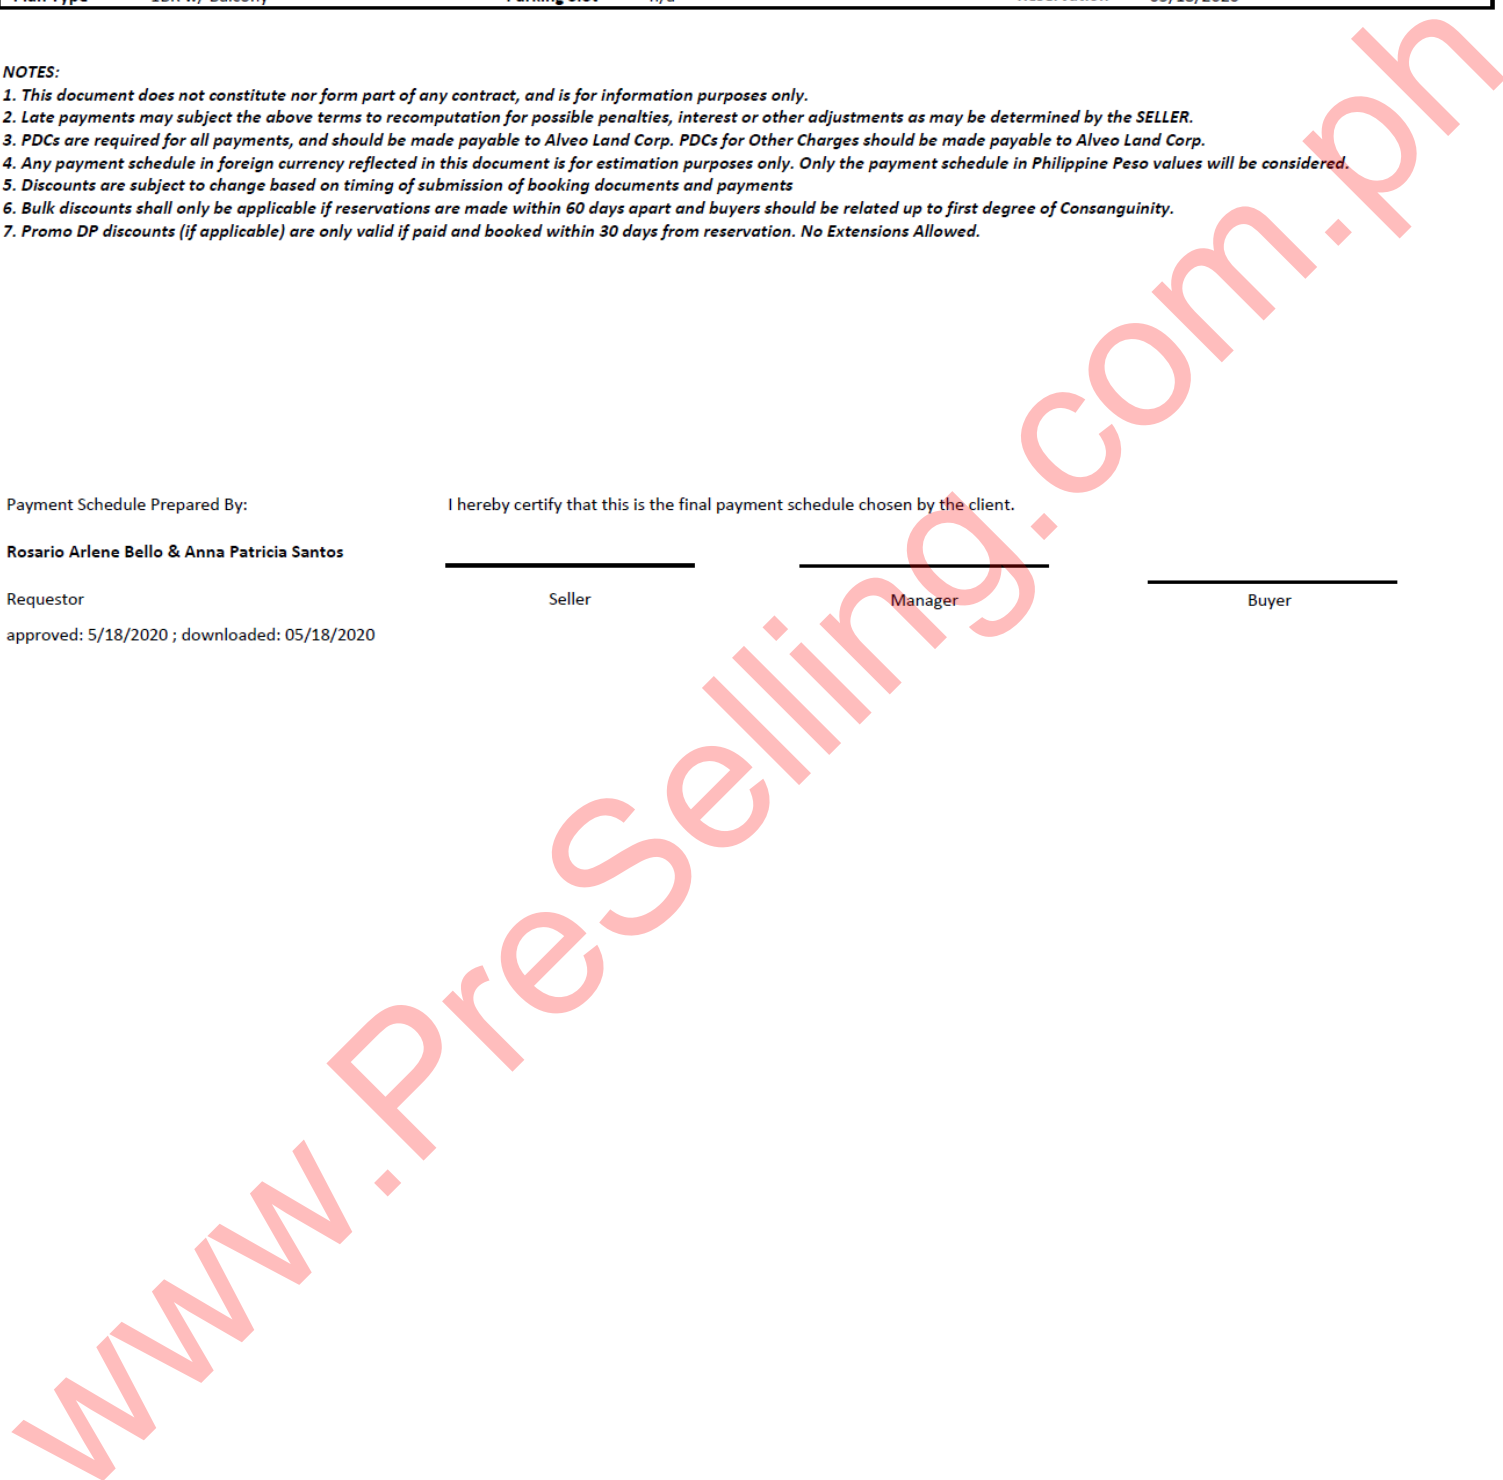 Plan Type 1BR w/ Balcony Parking Slot n/a Reservation 05/18/2020
NOTES:
1. This document does not constitute nor form part of any contract, and is for information purposes only.
2. Late payments may subject the above terms to recomputation for possible penalties, interest or other adjustments as may be determined by the SELLER.
3. PDCs are required for all payments, and should be made payable to Alveo Land Corp. PDCs for Other Charges should be made payable to Alveo Land Corp.
4. Any payment schedule in foreign currency reflected in this document is for estimation purposes only. Only the payment schedule in Philippine Peso values will be considered.
5. Discounts are subject to change based on timing of submission of booking documents and payments
6. Bulk discounts shall only be applicable if reservations are made within 60 days apart and buyers should be related up to first degree of Consanguinity.
7. Promo DP discounts (if applicable) are only valid if paid and booked within 30 days from reservation. No Extensions Allowed.
Payment Schedule Prepared By: I hereby certify that this is the final payment schedule chosen by the client.
Rosario Arlene Bello & Anna Patricia Santos
Requestor Seller Manager Buyer
approved: 5/18/2020 ; downloaded: 05/18/2020
www.PreSelling.com.ph